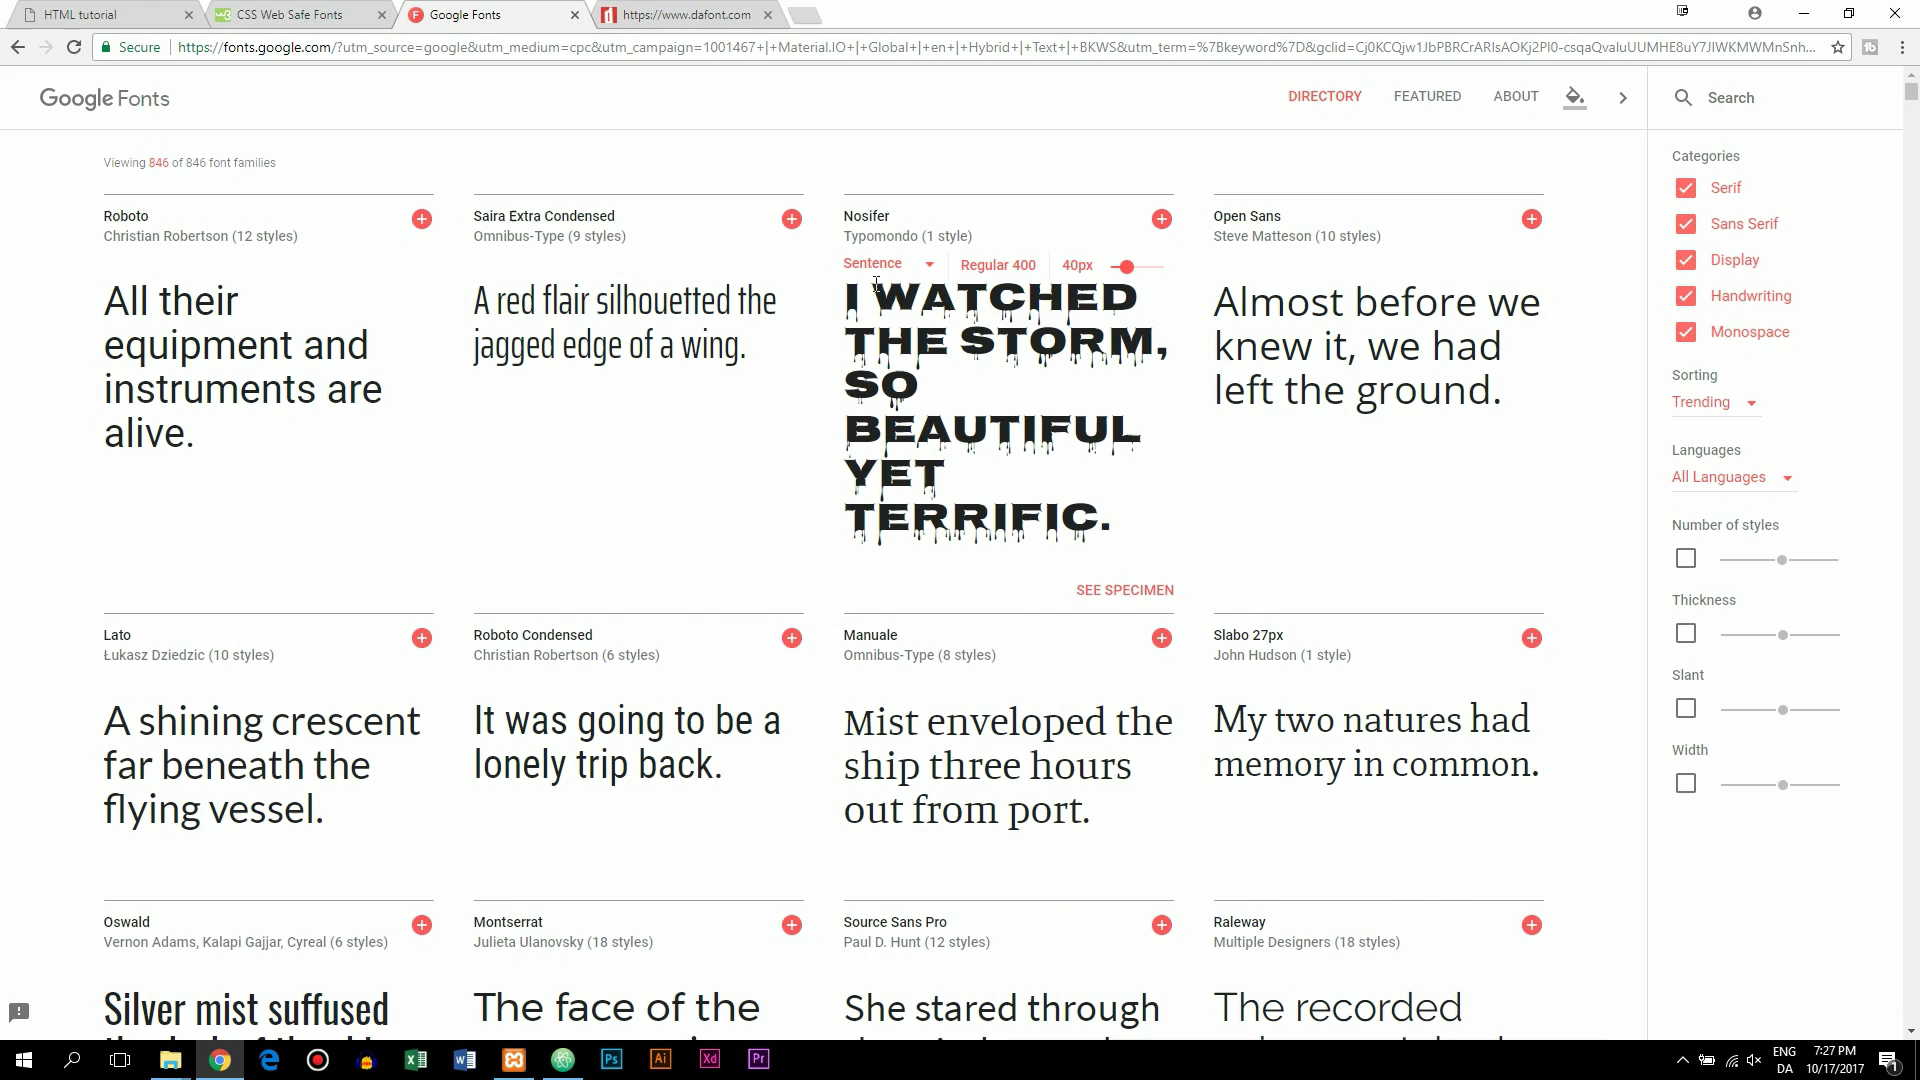 HTML tutorial
CSS Web Safe Fonts
Google Fonts
https://www.dafont.com
Secure
https://fonts.google.com/?utm_source=google&utm_medium=cpc&utm_campaign=1001467+|+Material.IO+|+Global+|+en+|+Hybrid+|+Text+|+BKWS&utm_term=%7Bkeyword%7D&gclid=
Google Fonts
DIRECTORY
FEATURED
ABOUT
Search
Viewing 846 of 846 font families
Roboto
Christian Robertson (12 styles)
All their
equipment and
instruments are
alive.
Saira Extra Condensed
Omnibus-Type (9 styles)
A red flair silhouetted the
jagged edge of a wing.
Nosifer
Typomondo (1 style)
Sentence
Regular 400
40px
I WATCHED
THE STORM,
SO
BEAUTIFUL
YET
TERRIFIC.
SEE SPECIMEN
Open Sans
Steve Matteson (10 styles)
Almost before we
knew it, we had
left the ground.
Lato
Łukasz Dziedzic (10 styles)
A shining crescent
far beneath the
flying vessel.
Roboto Condensed
Christian Robertson (6 styles)
It was going to be a
lonely trip back.
Manuale
Omnibus-Type (8 styles)
Mist enveloped the
ship three hours
out from port.
Slabo 27px
John Hudson (1 style)
My two natures had
memory in common.
Oswald
Vernon Adams, Kalapi Gajjar, Cyreal (6 styles)
Silver mist suffused
Montserrat
Julieta Ulanovsky (18 styles)
The face of the
Source Sans Pro
Paul D. Hunt (12 styles)
She stared through
Raleway
Multiple Designers (18 styles)
The recorded
Categories
Serif
Sans Serif
Display
Handwriting
Monospace
Sorting
Trending
Languages
All Languages
Number of styles
Thickness
Slant
Width
Ps
Ai
Xd
Pr
ENG
DA
7:27 PM
10/17/2017
1